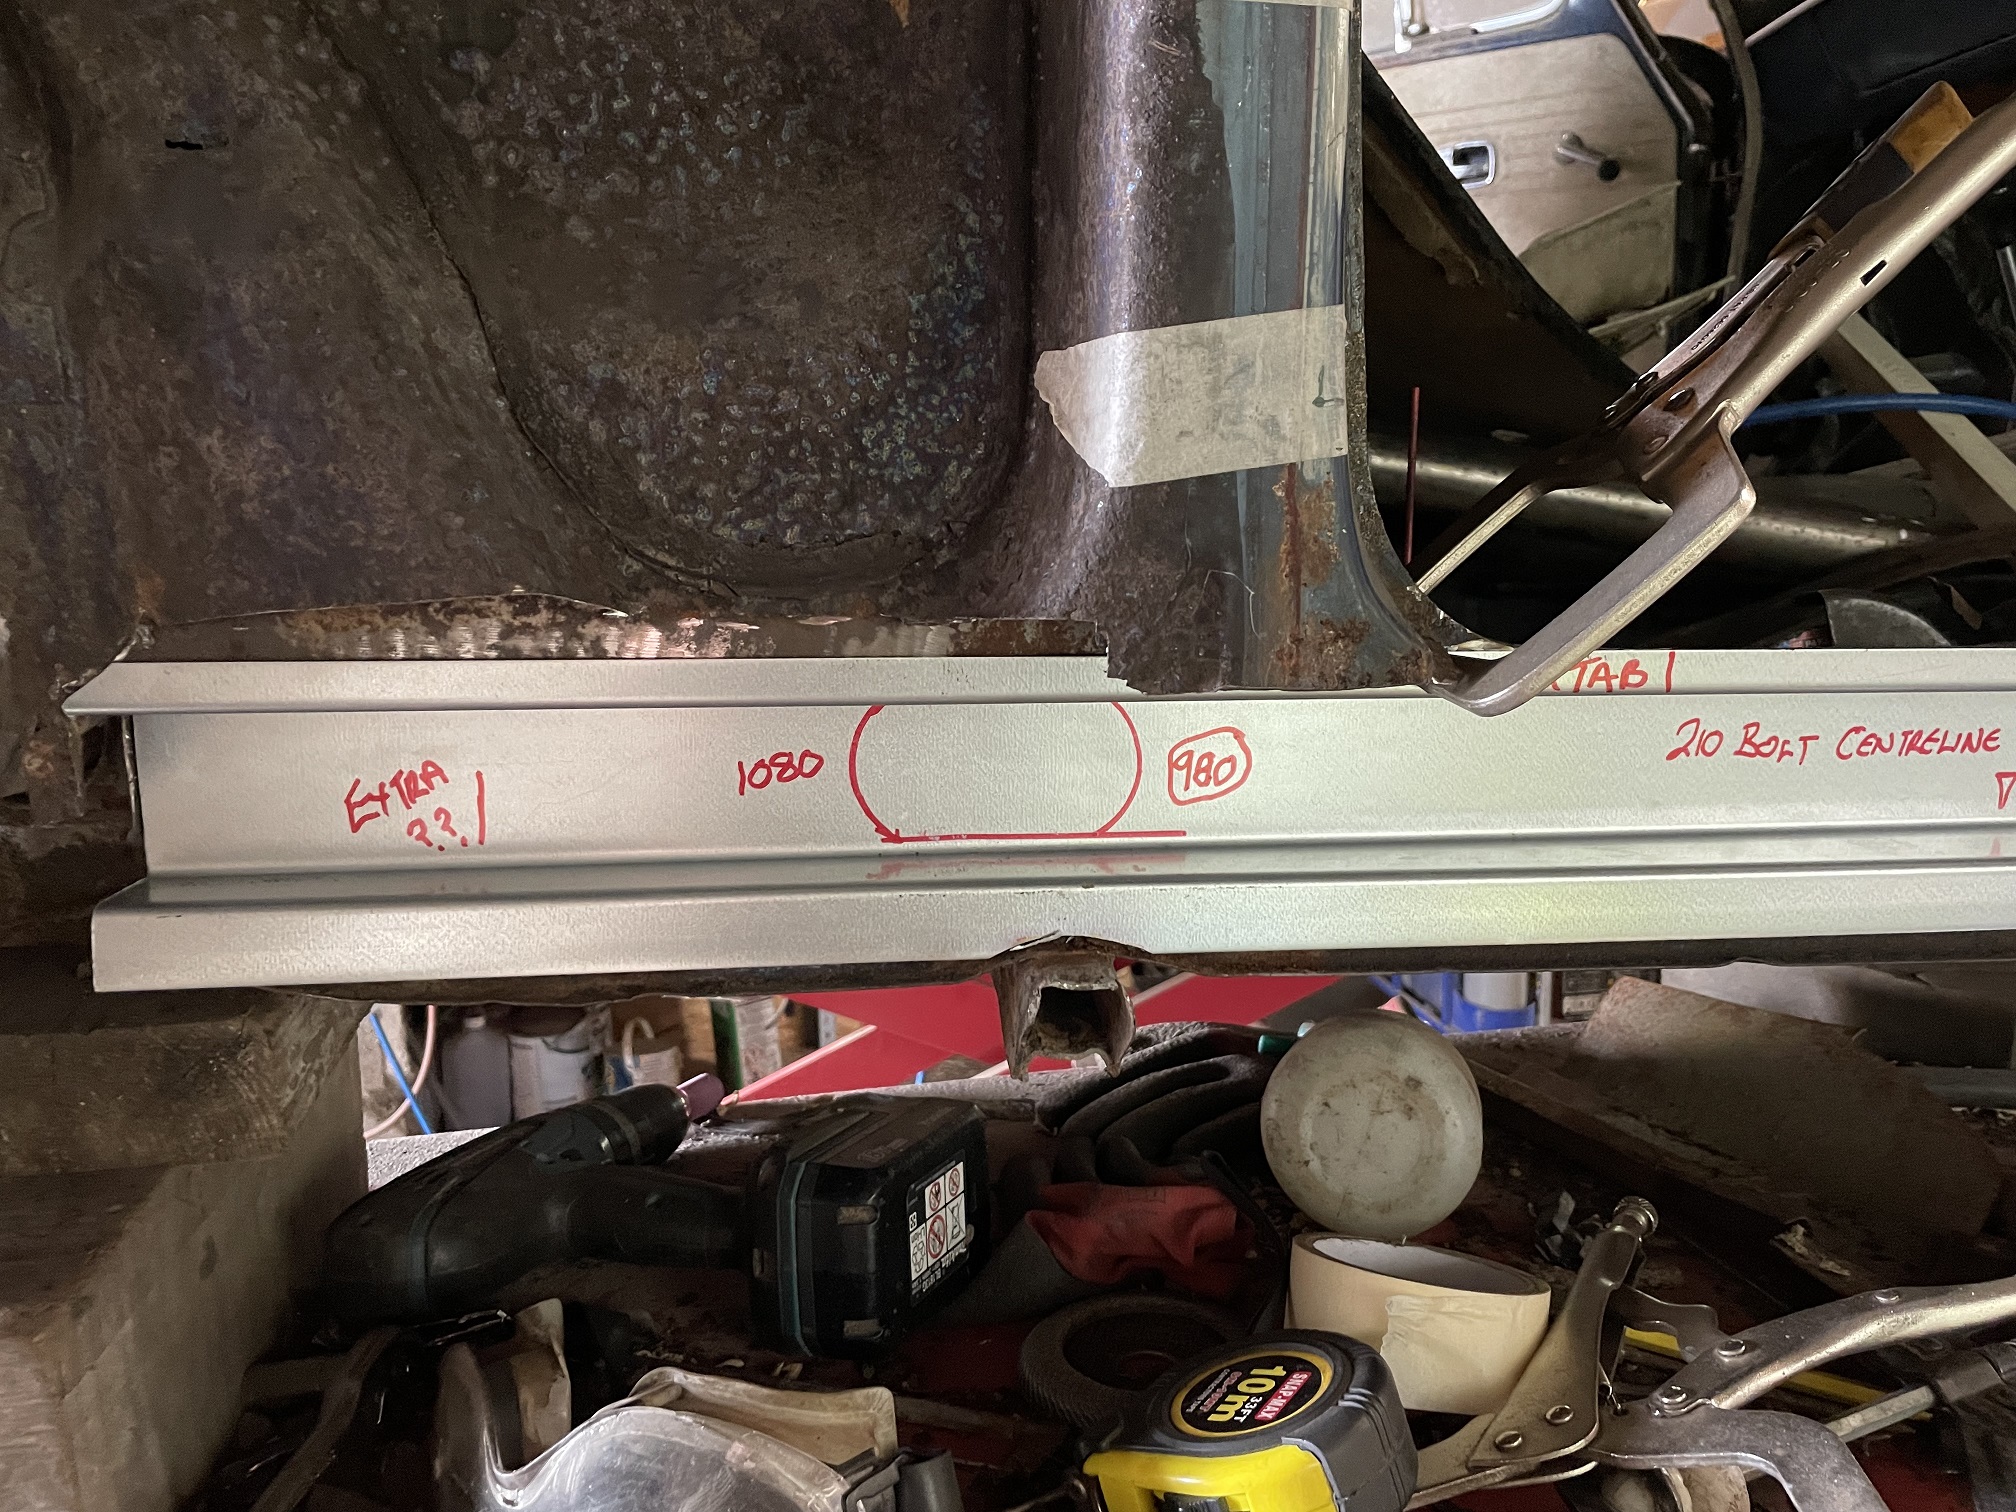 TAB 1
210 BOLT CENTRELINE
1080
980
EXTRA
??
SNAP-MAX
10m
33FT